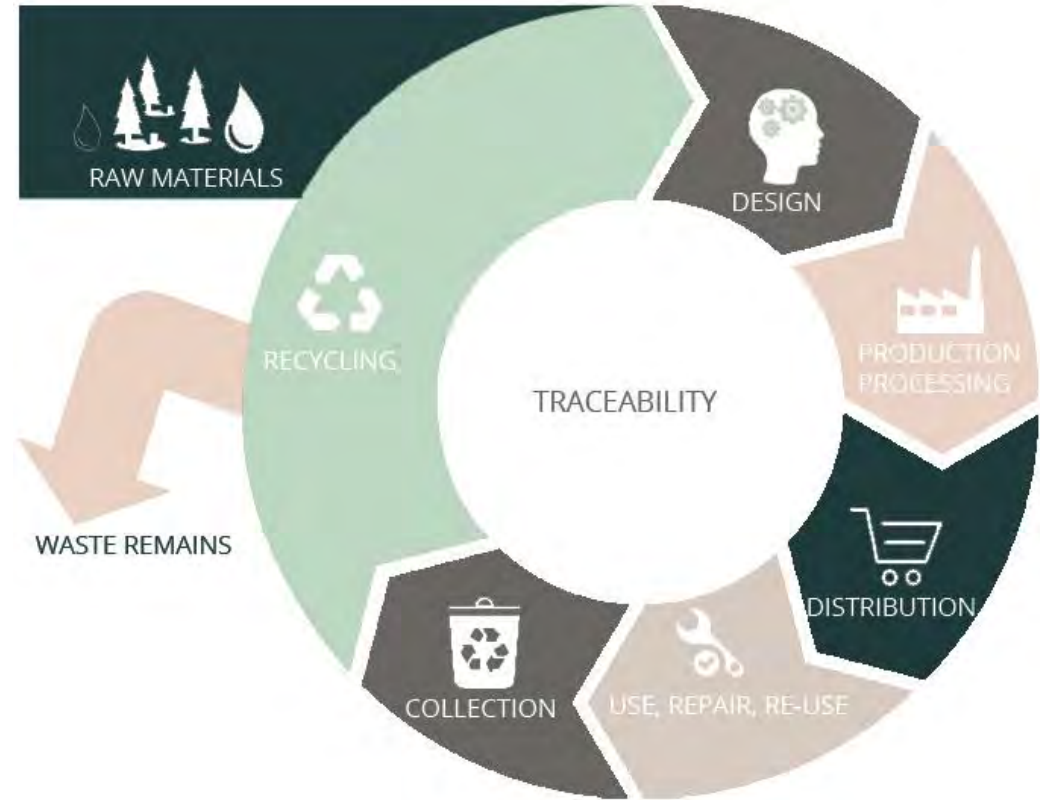 RAW MATERIALS
DESIGN
RECYCLING
PRODUCTION
PROCESSING
TRACEABILITY
WASTE REMAINS
DISTRIBUTION
COLLECTION
USE, REPAIR, RE-USE